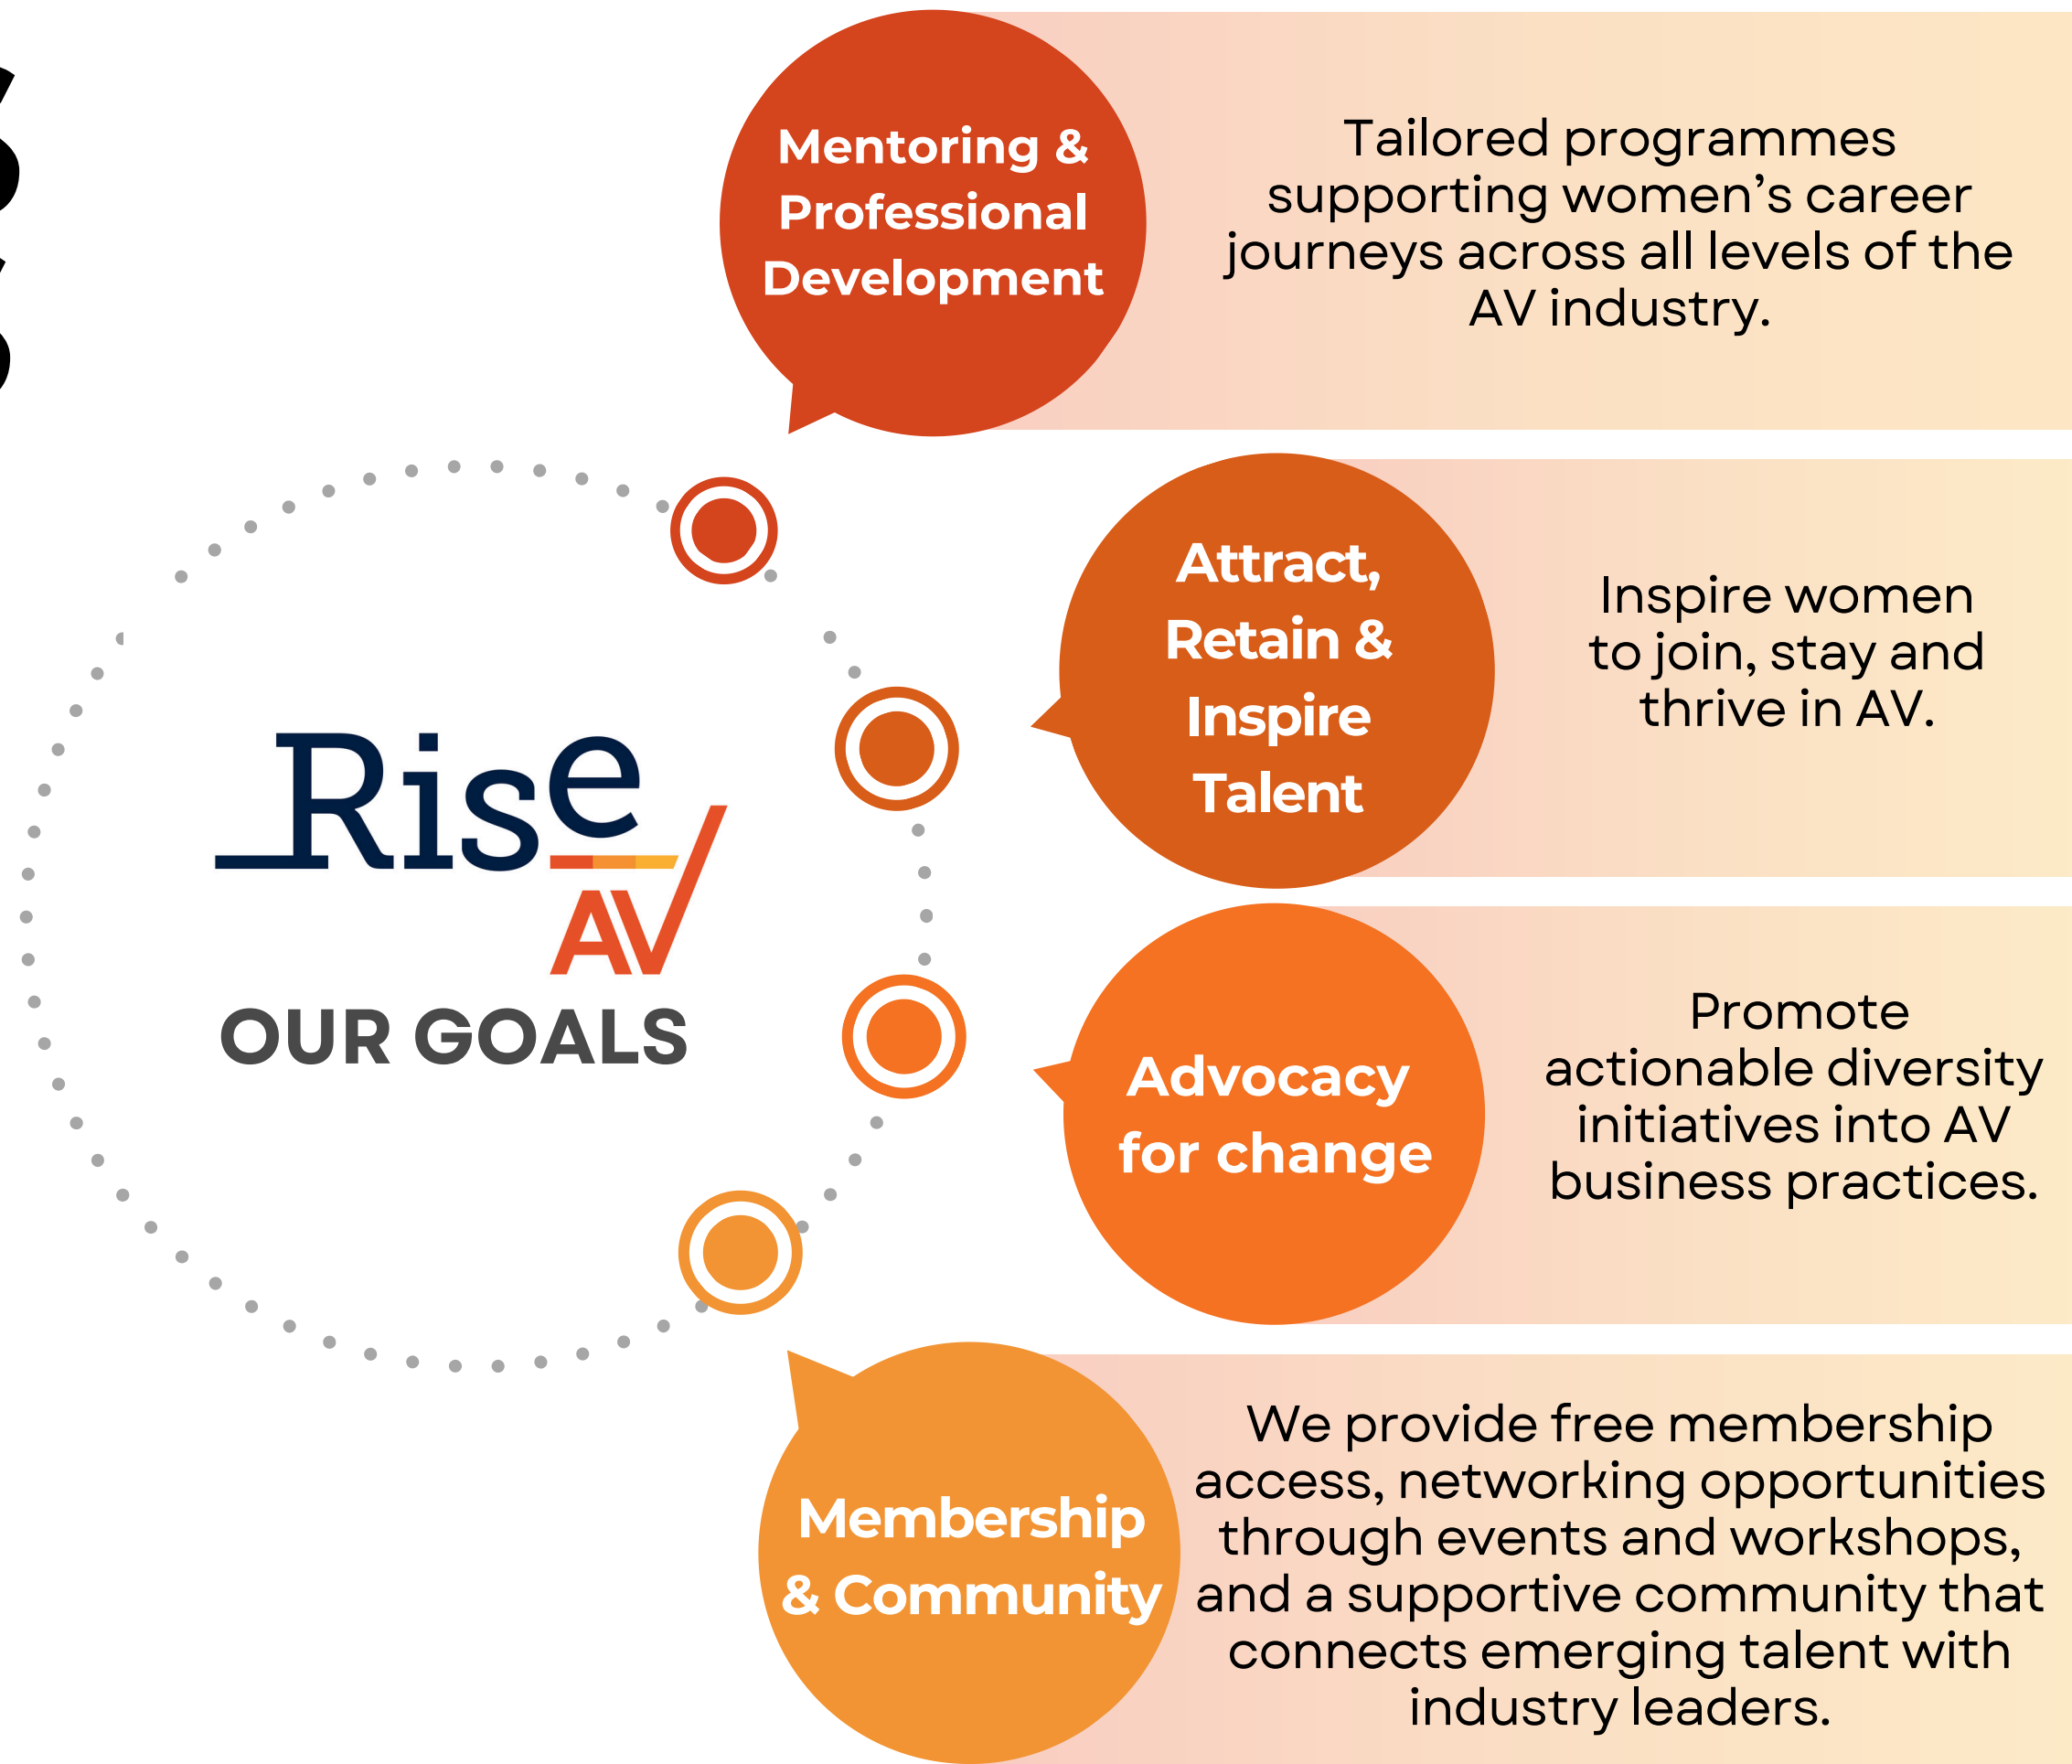 Mentoring &
Professional
Development
Tailored programmes
supporting women’s career
journeys across all levels of the
AV industry.
Attract,
Retain &
Inspire
Talent
Inspire women
to join, stay and
thrive in AV.
Rise
AV
OUR GOALS
Advocacy
for change
Promote
actionable diversity
initiatives into AV
business practices.
Membership
& Community
We provide free membership
access, networking opportunities
through events and workshops,
and a supportive community that
connects emerging talent with
industry leaders.